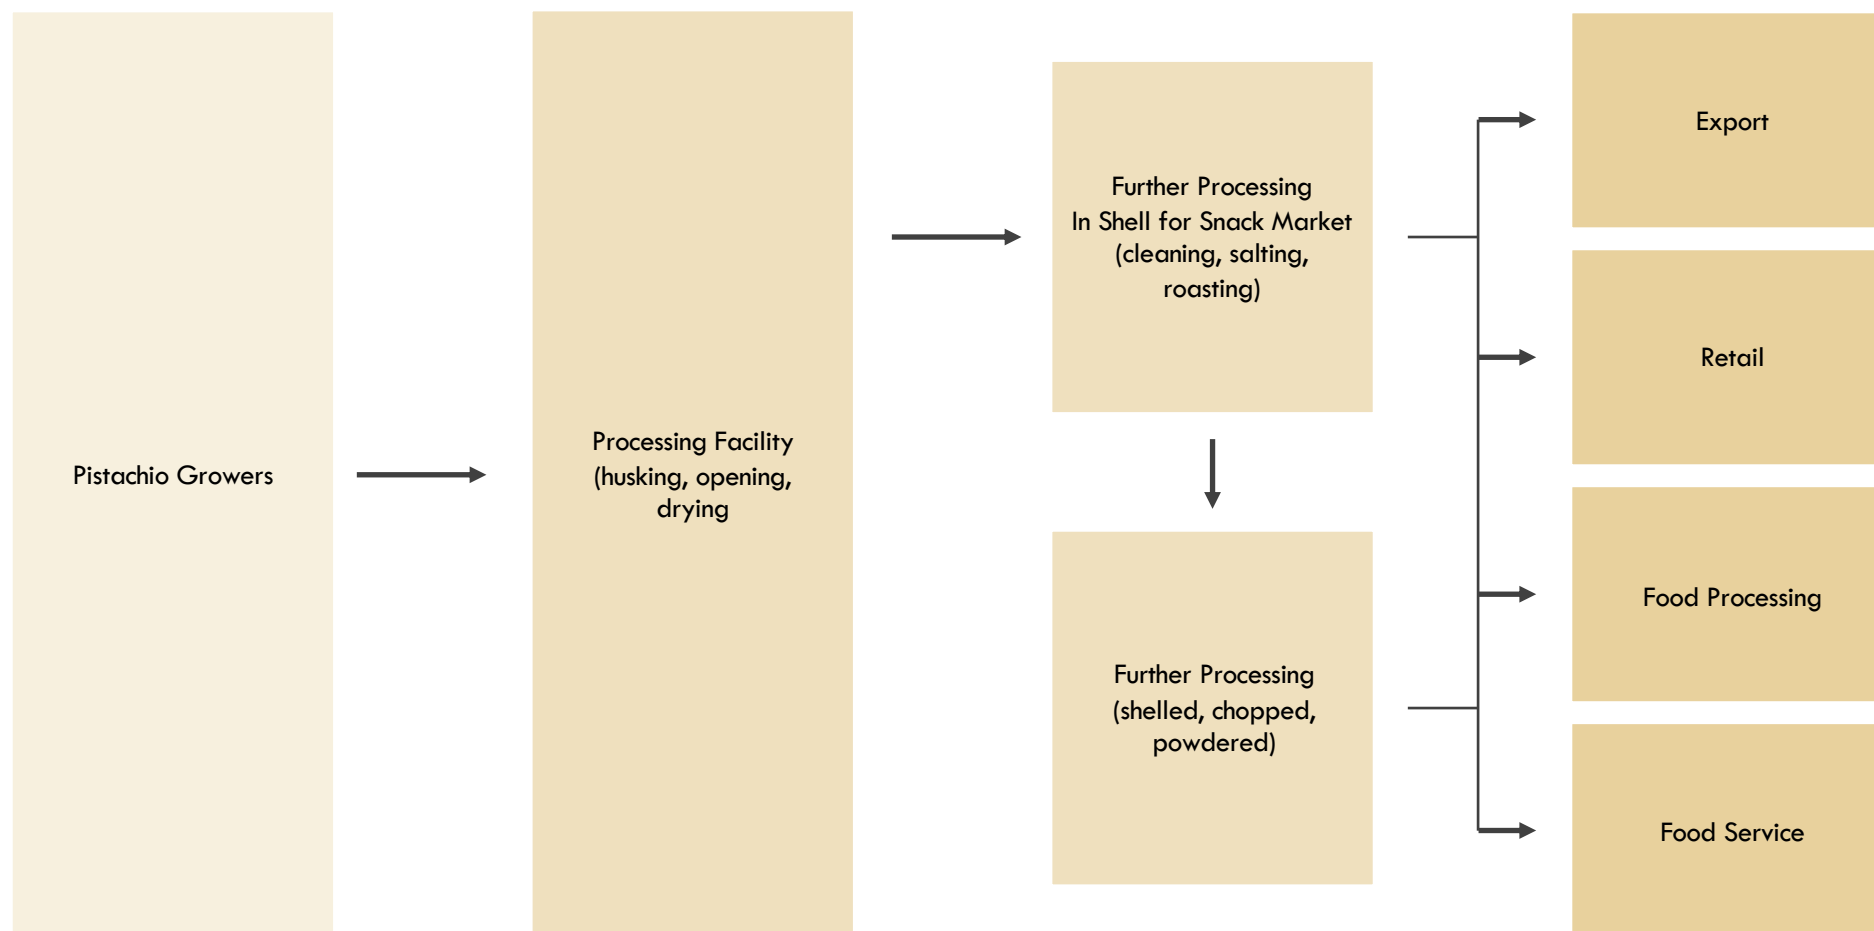 Pistachio Growers
Processing Facility
(husking, opening,
drying
Further Processing
In Shell for Snack Market
(cleaning, salting,
roasting)
Further Processing
(shelled, chopped,
powdered)
Export
Retail
Food Processing
Food Service